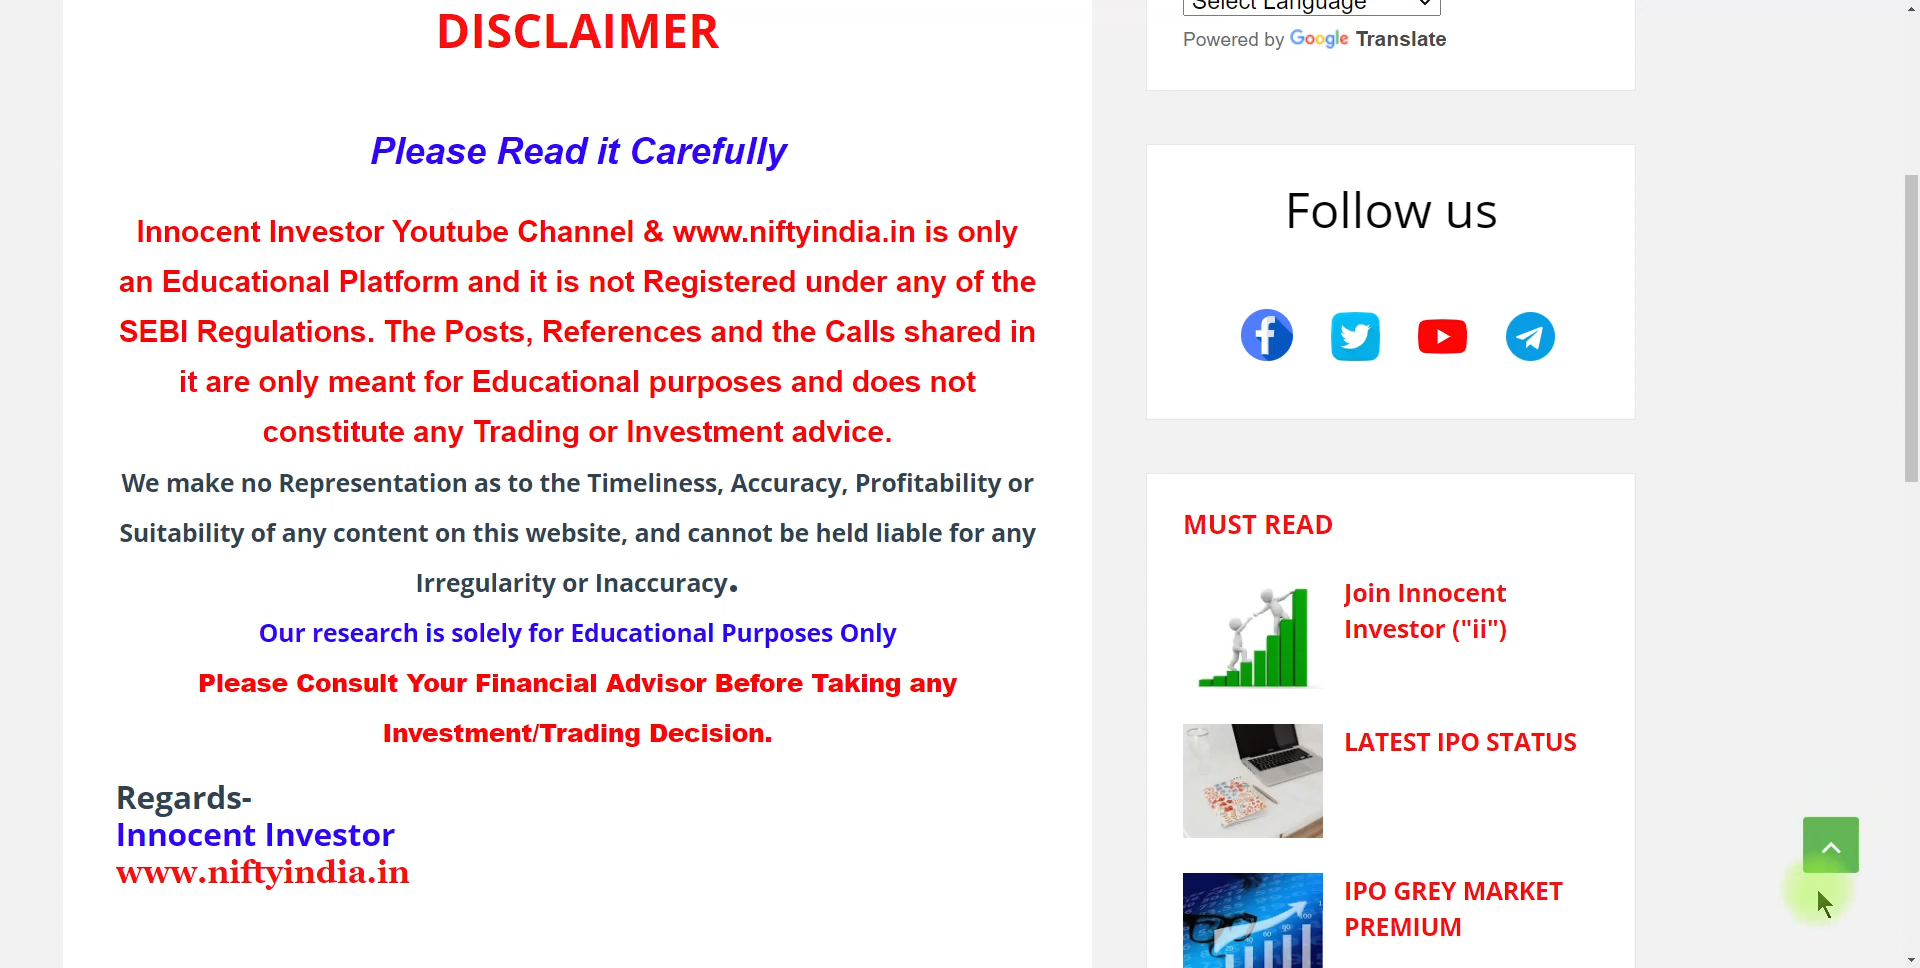 DISCLAIMER
Please Read it Carefully
Innocent Investor Youtube Channel & www.niftyindia.in is only
an Educational Platform and it is not Registered under any of the
SEBI Regulations. The Posts, References and the Calls shared in
it are only meant for Educational purposes and does not
constitute any Trading or Investment advice.
We make no Representation as to the Timeliness, Accuracy, Profitability or
Suitability of any content on this website, and cannot be held liable for any
Irregularity or Inaccuracy.
Our research is solely for Educational Purposes Only
Please Consult Your Financial Advisor Before Taking any
Investment/Trading Decision.
Regards-
Innocent Investor
www.niftyindia.in
Select Language
Powered by Google Translate
Follow us
MUST READ
Join Innocent
Investor ("ii")
LATEST IPO STATUS
IPO GREY MARKET
PREMIUM